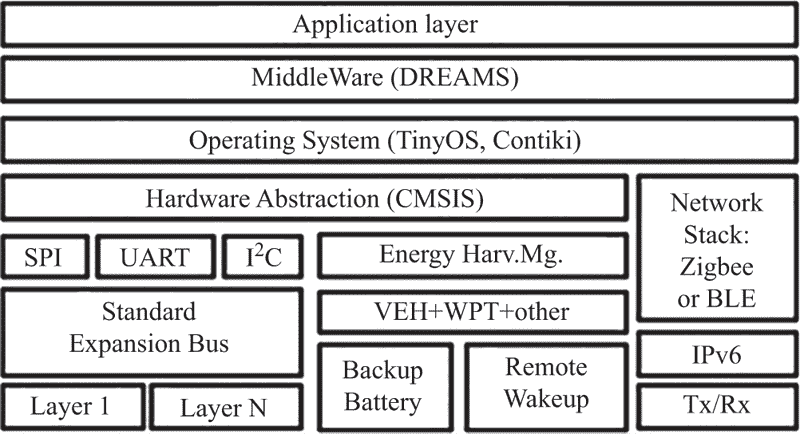 Application layer
MiddleWare (DREAMS)
Operating System (TinyOS, Contiki)
Hardware Abstraction (CMSIS)
Network
Stack:
Zigbee
or BLE
SPI
UART
I²C
Energy Harv.Mg.
Standard
Expansion Bus
VEH+WPT+other
Backup
Battery
Remote
Wakeup
IPv6
Layer 1
Layer N
Tx/Rx